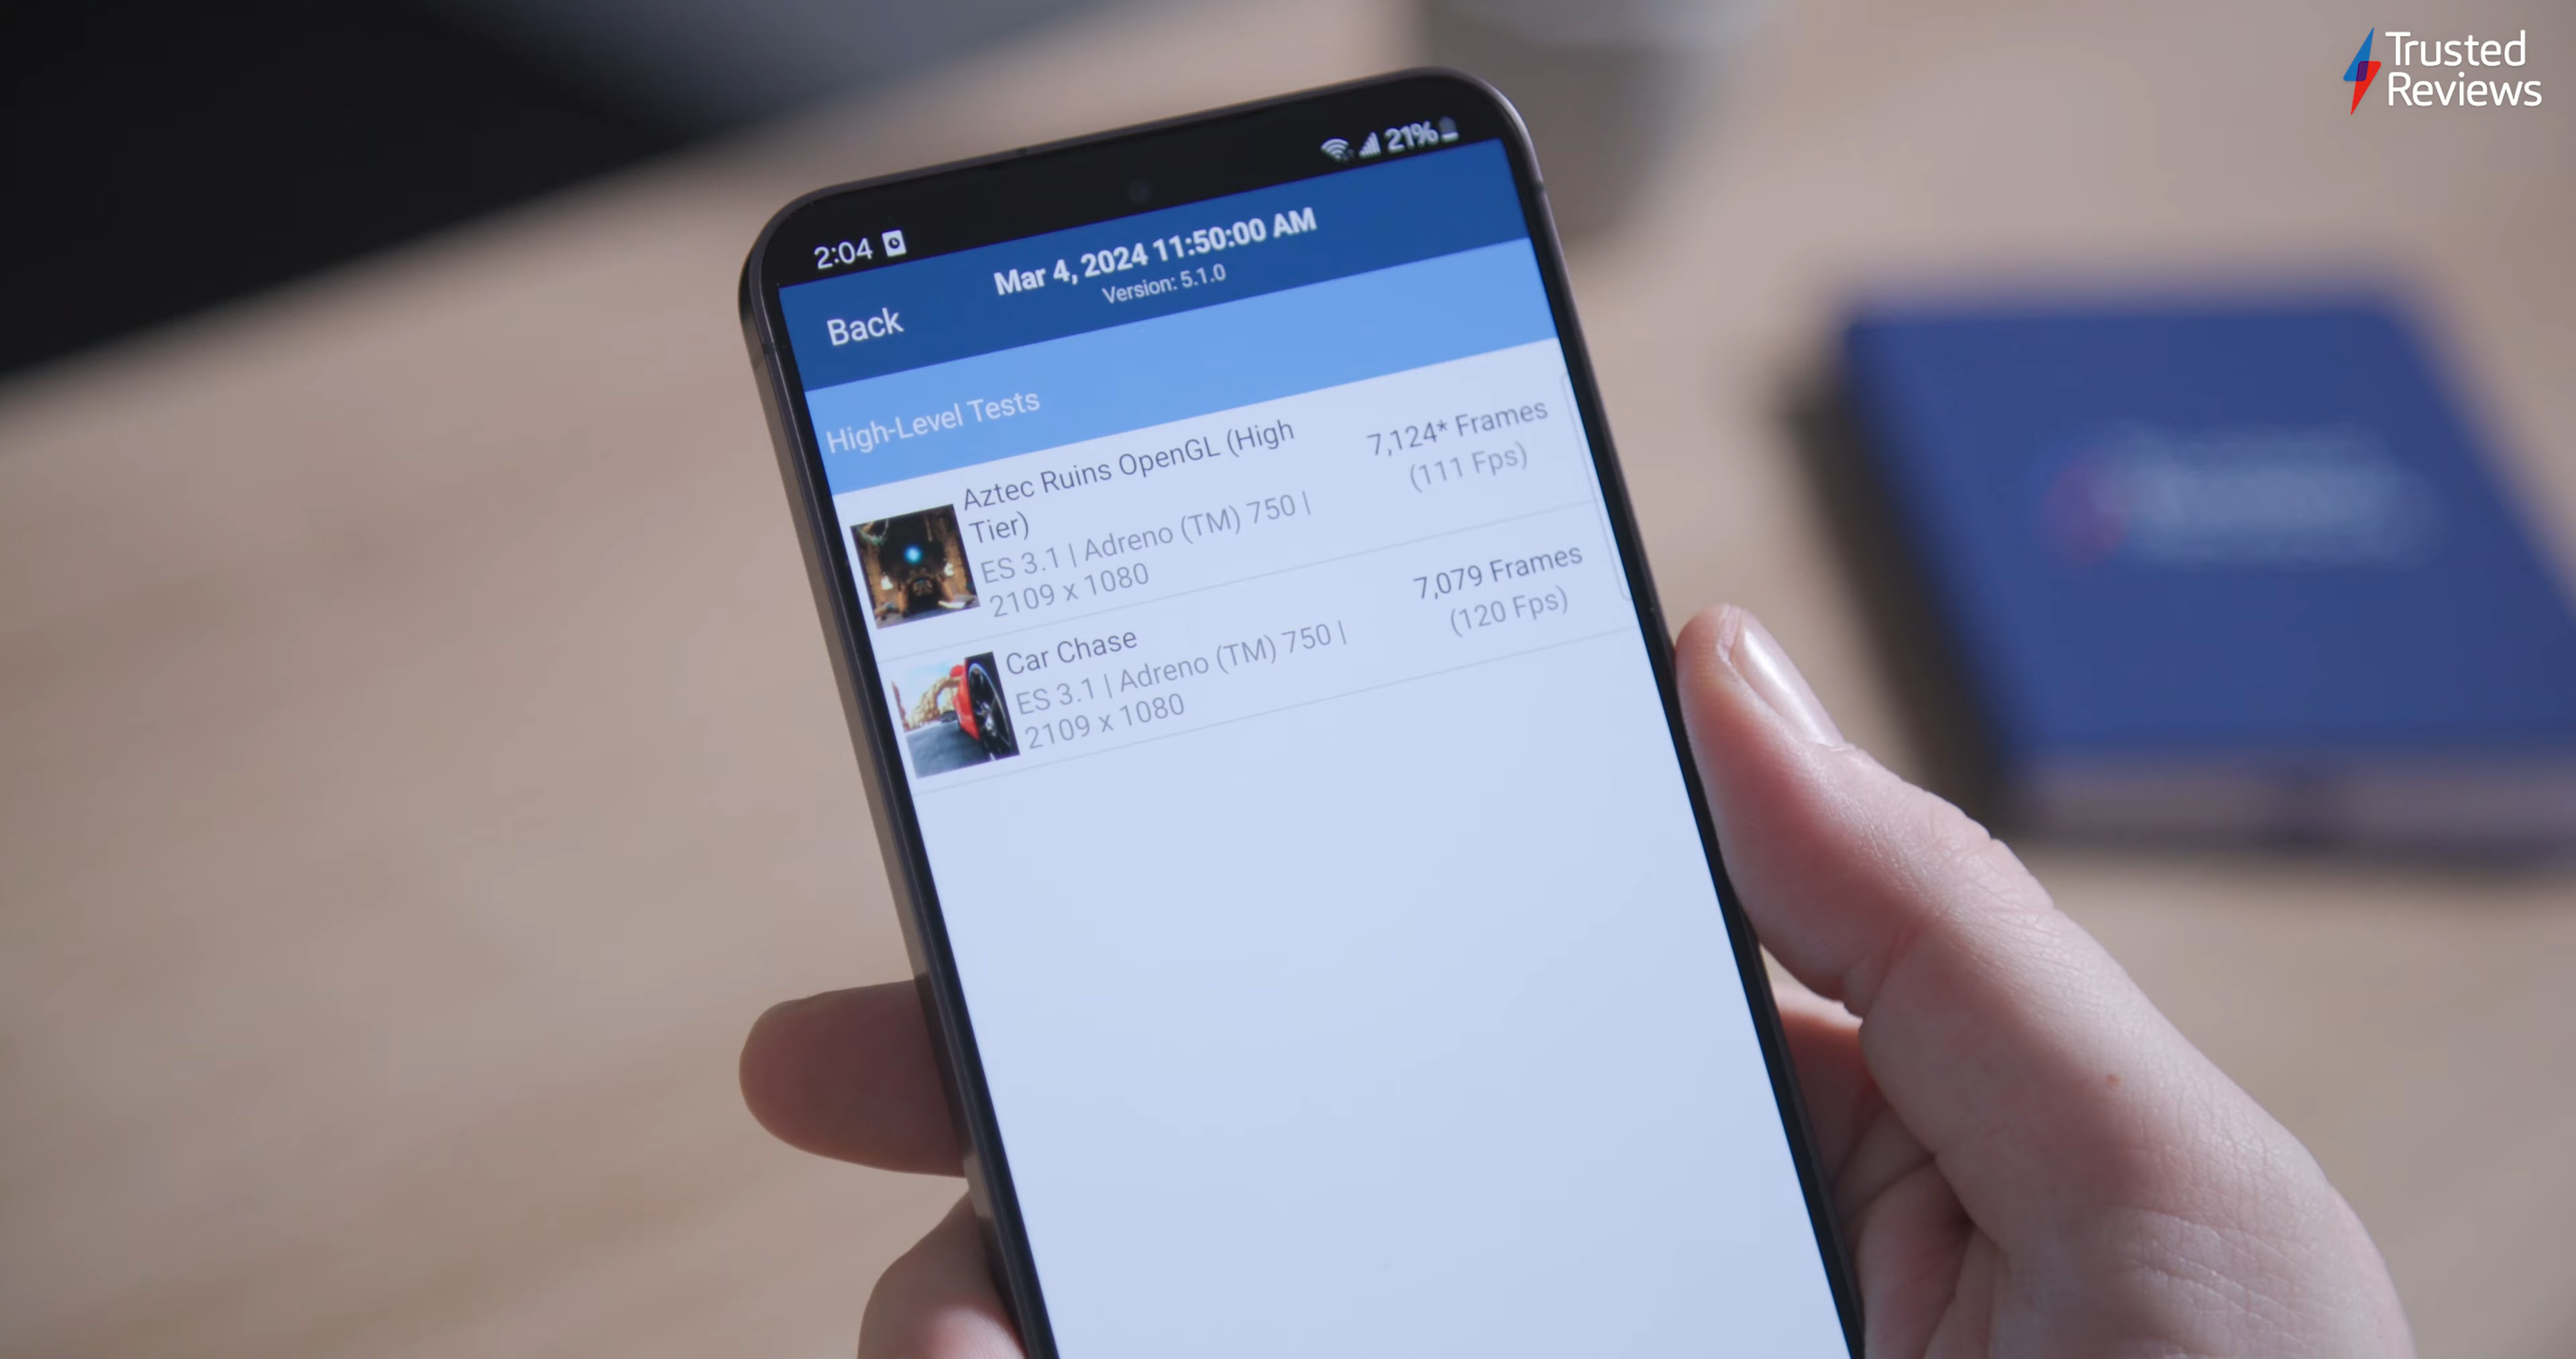 Trusted
Reviews
2:04
21%
Mar 4, 2024 11:50:00 AM
Version: 5.1.0
Back
High-Level Tests
Aztec Ruins OpenGL (High
Tier)
ES 3.1 | Adreno (TM) 750 |
2109 x 1080
7,124* Frames
(111 Fps)
Car Chase
ES 3.1 | Adreno (TM) 750 |
2109 x 1080
7,079 Frames
(120 Fps)